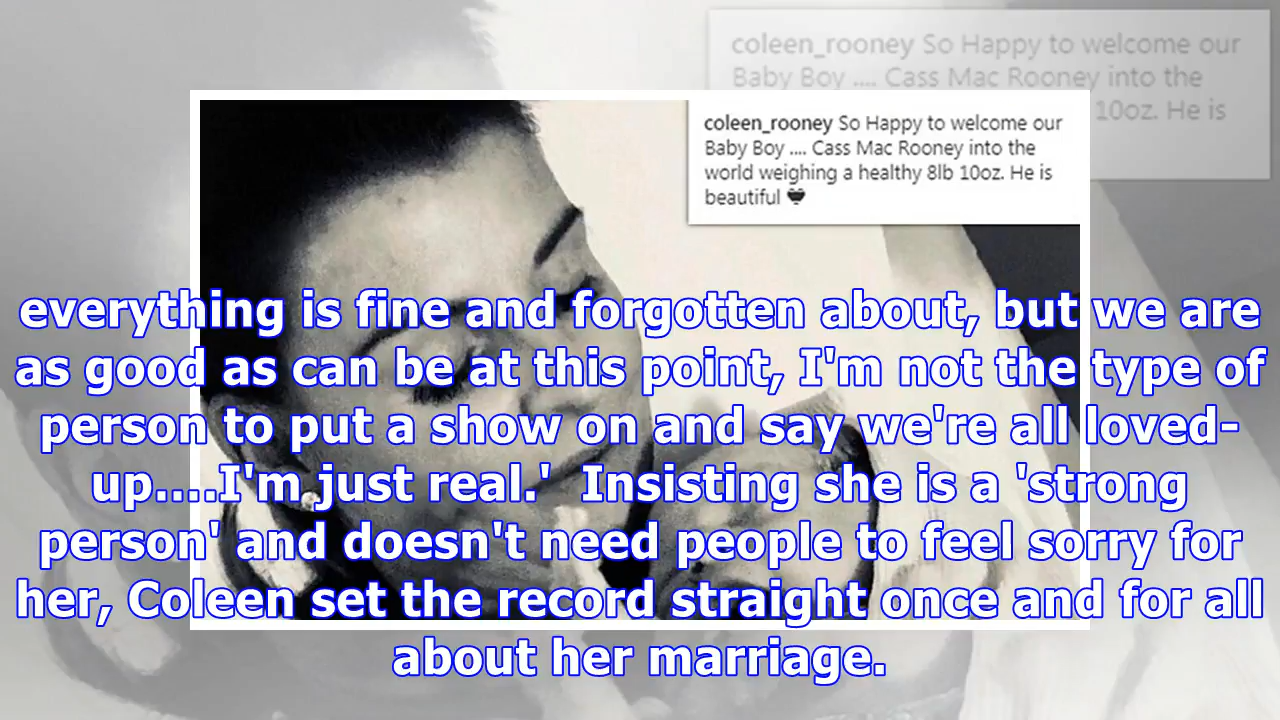 coleen_rooney So Happy to welcome our
Baby Boy .... Cass Mac Rooney into the
10oz. He is
coleen_rooney So Happy to welcome our
Baby Boy .... Cass Mac Rooney into the
world weighing a healthy 8lb 10oz. He is
beautiful 🖤
everything is fine and forgotten about, but we are
as good as can be at this point, I'm not the type of
person to put a show on and say we're all loved-
up....I'm just real.'  Insisting she is a 'strong
person' and doesn't need people to feel sorry for
her, Coleen set the record straight once and for all
about her marriage.